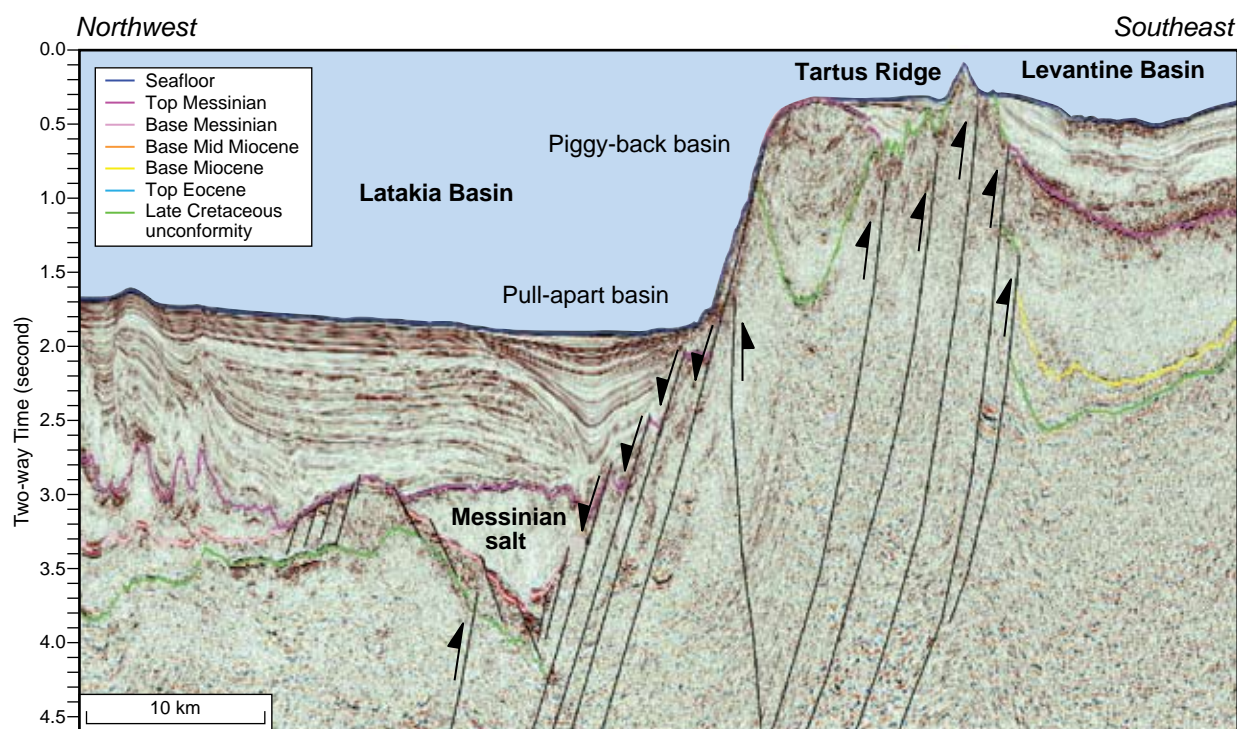 Northwest
Southeast
Two-way Time (second)
0.0
0.5
1.0
1.5
2.0
2.5
3.0
3.5
4.0
4.5
Seafloor
Top Messinian
Base Messinian
Base Mid Miocene
Base Miocene
Top Eocene
Late Cretaceous
unconformity
Tartus Ridge
Levantine Basin
Piggy-back basin
Latakia Basin
Pull-apart basin
Messinian
salt
10 km